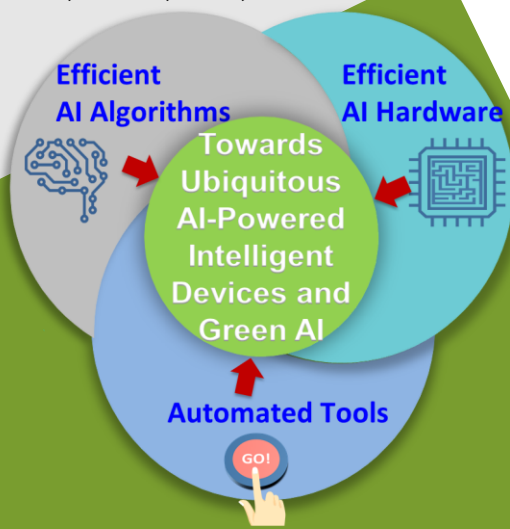 Efficient
AI Algorithms
Efficient
AI Hardware
Towards
Ubiquitous
AI-Powered
Intelligent
Devices and
Green AI
Automated Tools
GO!